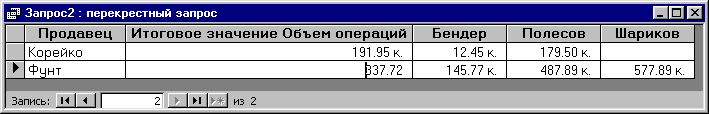 Запрос2 : перекрестный запрос
Продавец Итоговое значение Объем операций Бендер Полесов Шариков
Корейко 191.95 к. 12.45 к. 179.50 к.
Фунт 337.72 145.77 к. 487.89 к. 577.89 к.
Запись: 2 из 2